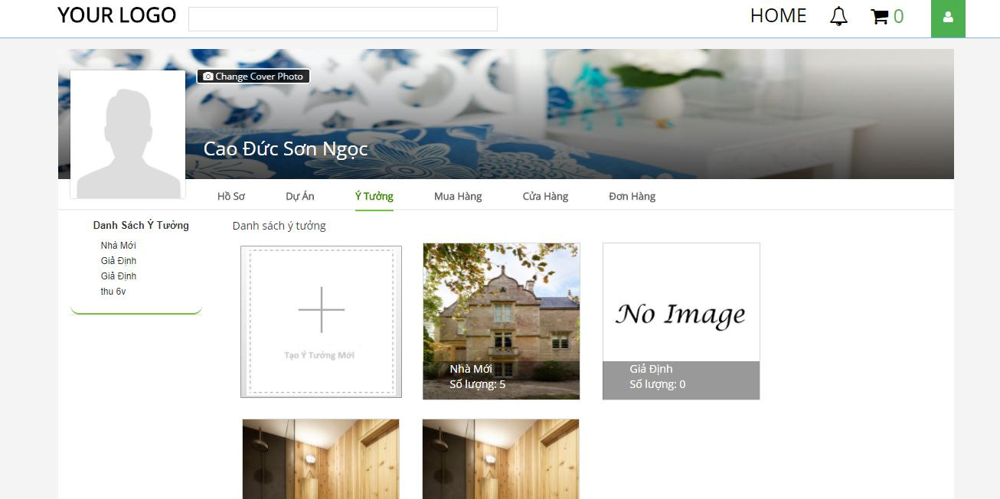 YOUR LOGO
HOME
0
Change Cover Photo
Cao Đức Sơn Ngọc
Hồ Sơ
Dự Án
Ý Tưởng
Mua Hàng
Cửa Hàng
Đơn Hàng
Danh Sách Ý Tưởng
Nhà Mới
Giả Định
Giả Định
thu 6v
Danh sách ý tưởng
Tạo Ý Tưởng Mới
Nhà Mới
Số lượng: 5
No Image
Giả Định
Số lượng: 0